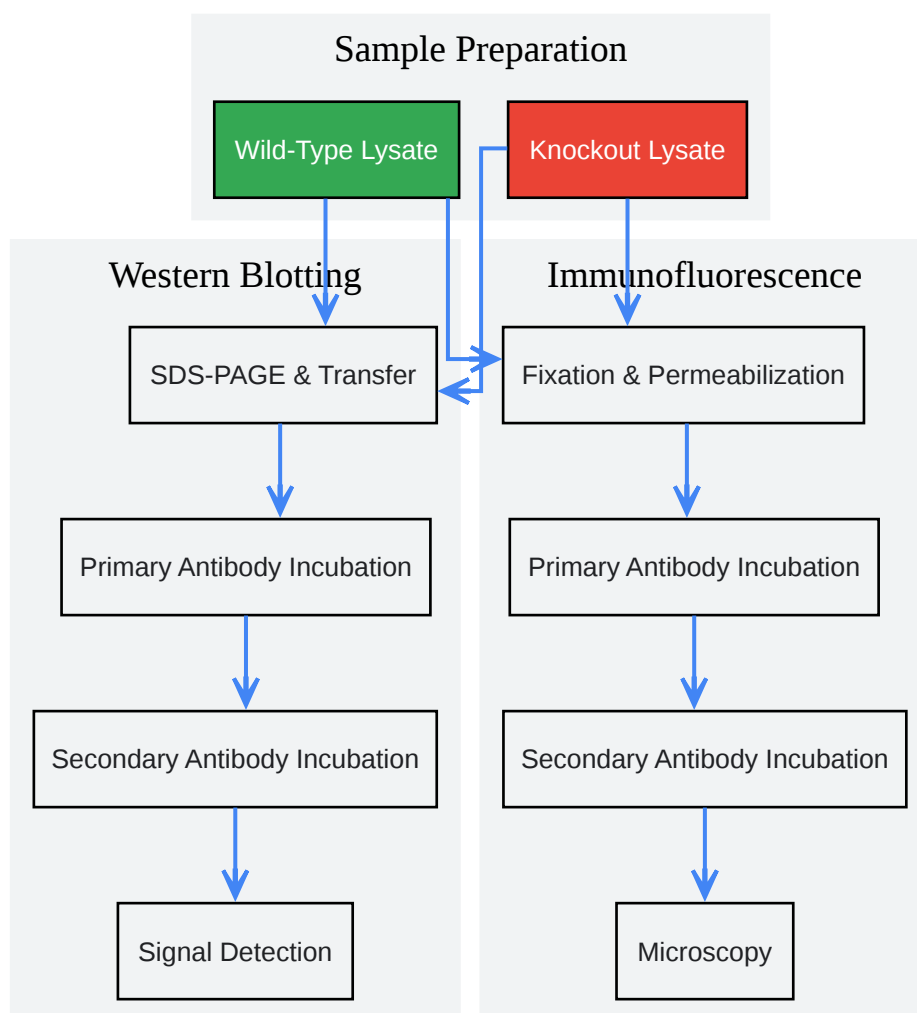 Sample Preparation
Wild-Type Lysate
Knockout Lysate
Western Blotting
Immunofluorescence
SDS-PAGE & Transfer
Fixation & Permeabilization
Primary Antibody Incubation
Primary Antibody Incubation
Secondary Antibody Incubation
Secondary Antibody Incubation
Signal Detection
Microscopy